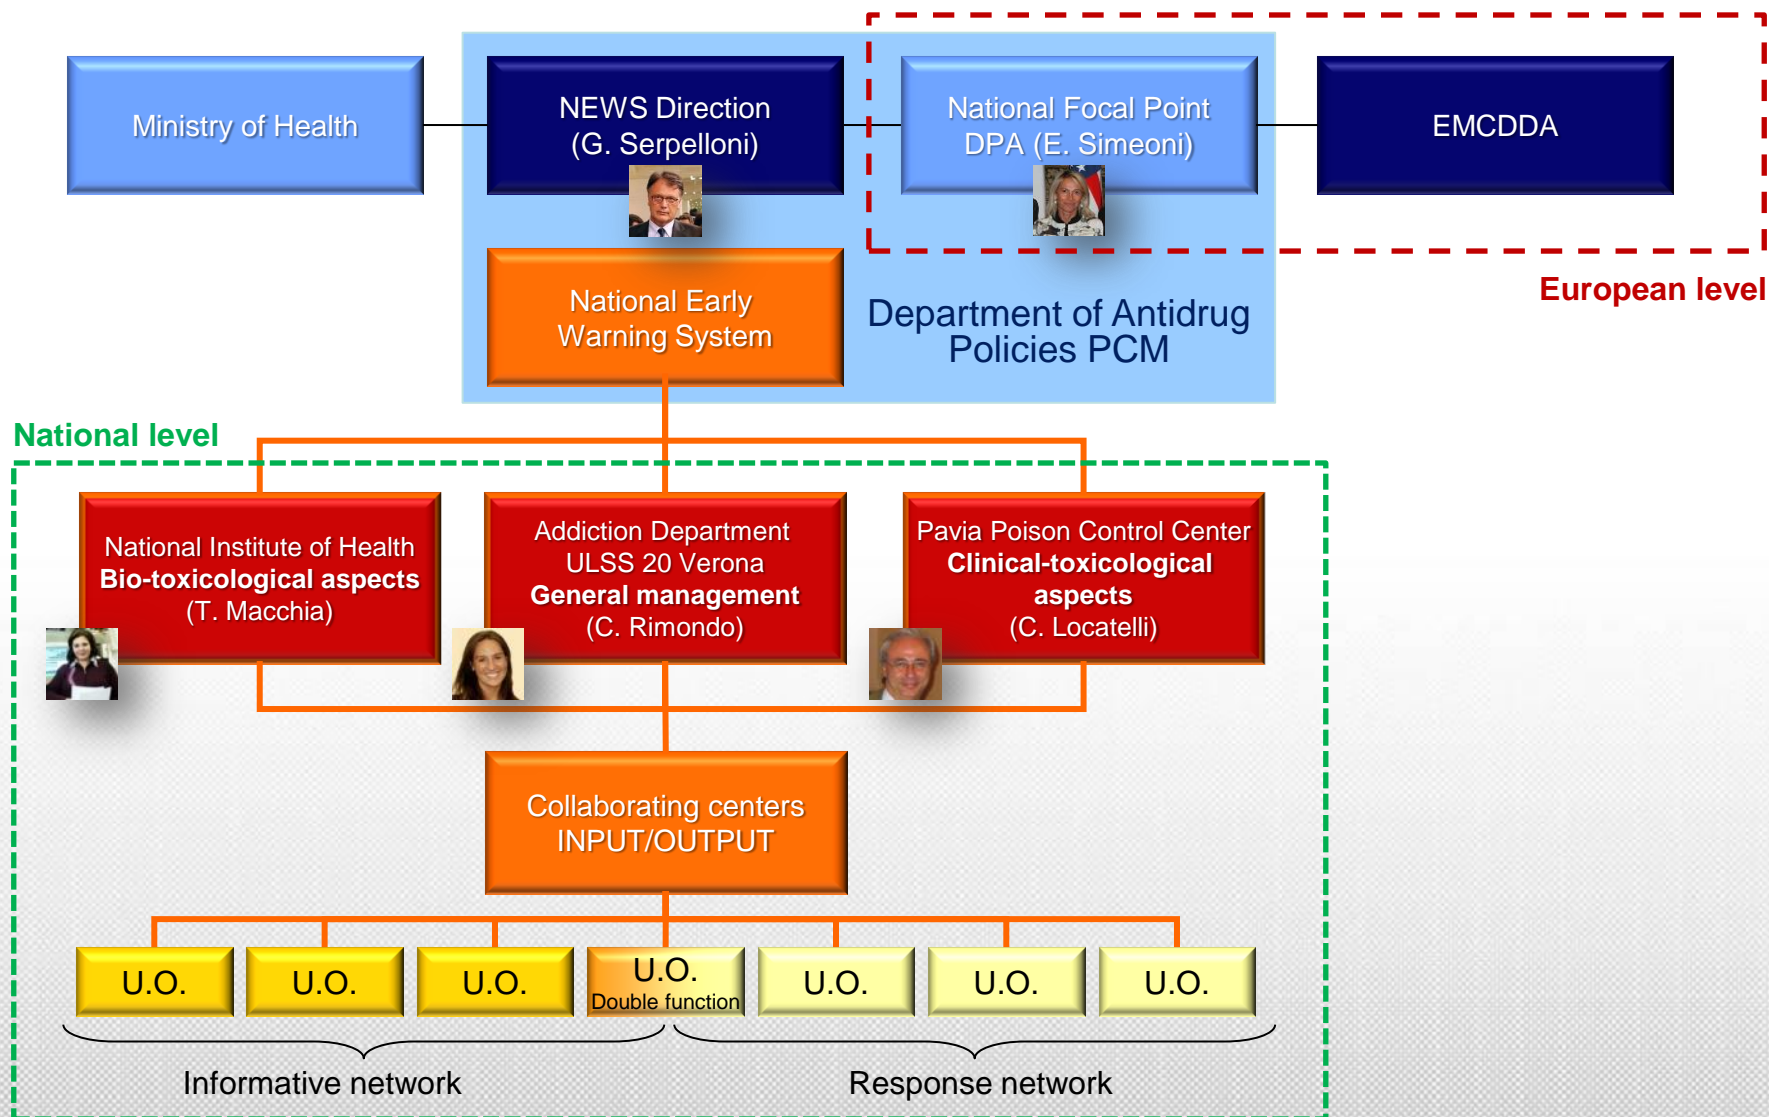 Ministry of Health
NEWS Direction
(G. Serpelloni)
National Focal Point
DPA (E. Simeoni)
EMCDDA
European level
National Early
Warning System
Department of Antidrug
Policies PCM
National level
National Institute of Health
Bio-toxicological aspects
(T. Macchia)
Addiction Department
ULSS 20 Verona
General management
(C. Rimondo)
Pavia Poison Control Center
Clinical-toxicological
aspects
(C. Locatelli)
Collaborating centers
INPUT/OUTPUT
U.O.
U.O.
U.O.
U.O.
Double function
U.O.
U.O.
U.O.
Informative network
Response network